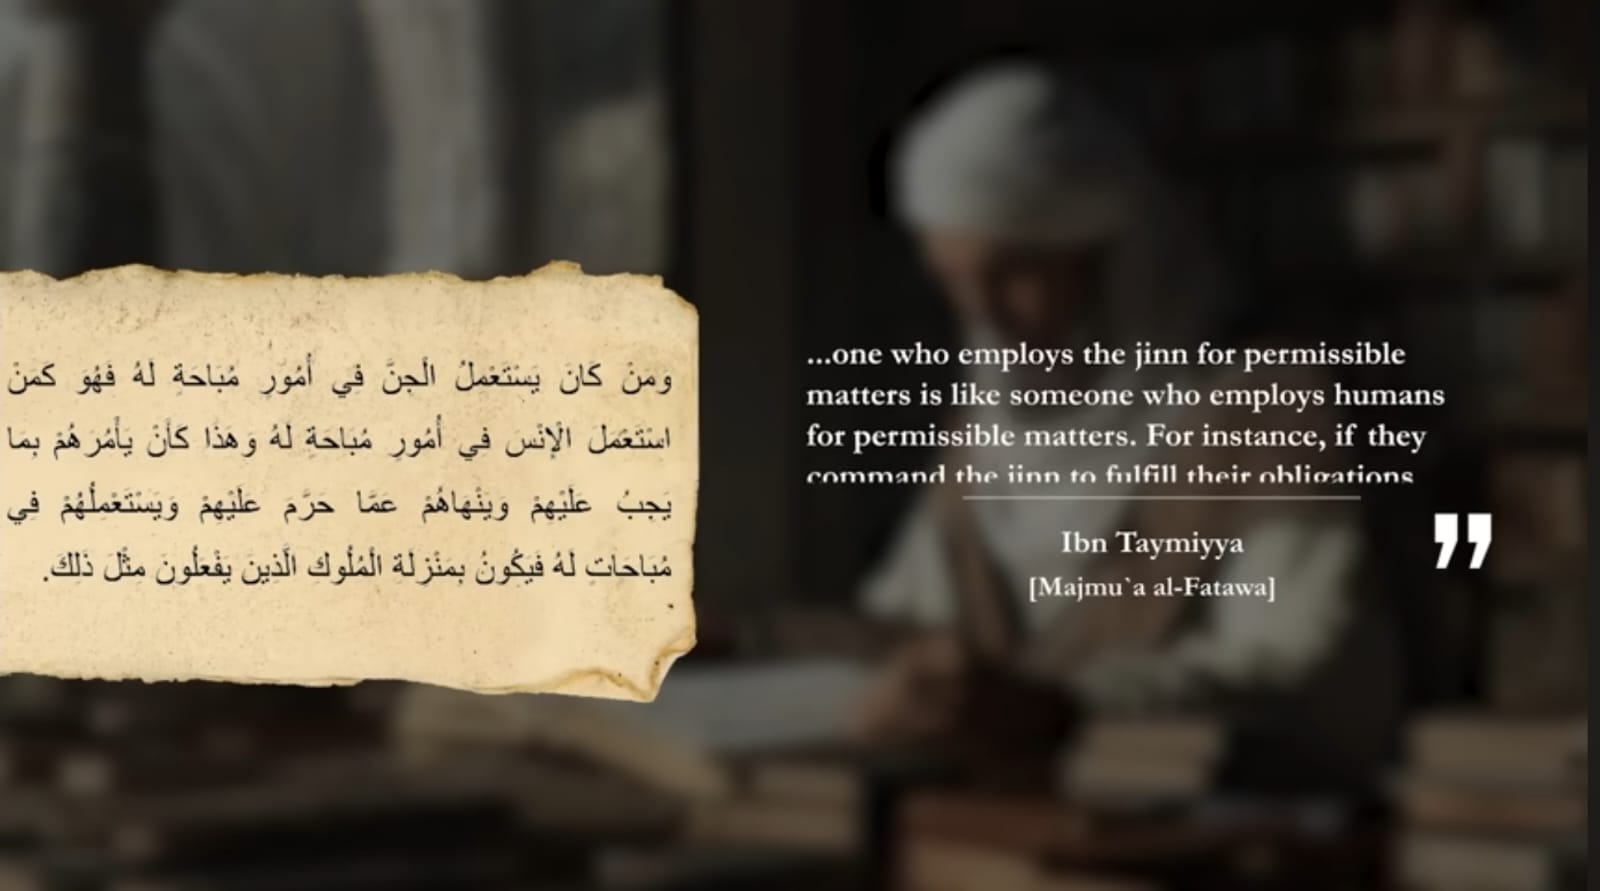 وَمَنْ كَانَ يَسْتَعْمِلُ الْجِنَّ فِي أُمُورٍ مُبَاحَةٍ لَهُ فَهُوَ كَمَنْ
اسْتَعْمَلَ الْإِنْسَ فِي أُمُورٍ مُبَاحَةٍ لَهُ وَهَذَا كَأَنْ يَأْمُرَهُمْ بِمَا
يَجِبُ عَلَيْهِمْ وَيَنْهَاهُمْ عَمَّا حَرَّمَ عَلَيْهِمْ وَيَسْتَعْمِلُهُمْ فِي
مُبَاحَاتٍ لَهُ فَيَكُونُ بِمَنْزِلَةِ الْمُلُوكِ الَّذِينَ يَفْعَلُونَ مِثْلَ ذَلِكَ.
...one who employs the jinn for permissible
matters is like someone who employs humans
for permissible matters. For instance, if they
command the jinn to fulfill their obligations
Ibn Taymiyya
[Majmu`a al-Fatawa]
”